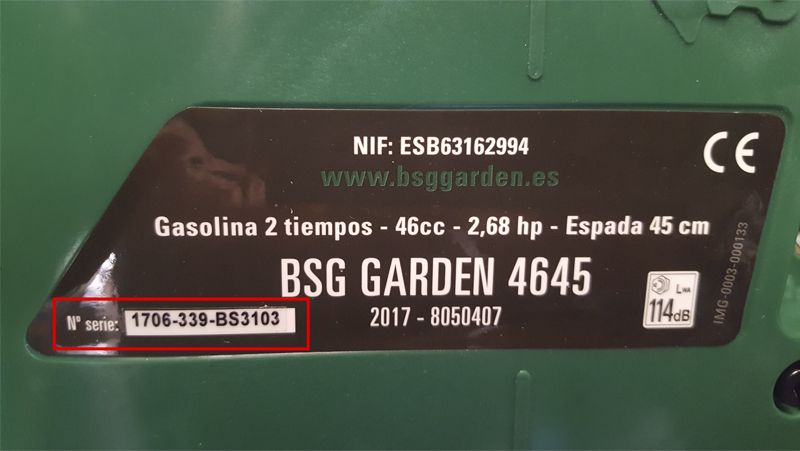 NIF: ESB63162994
CE
www.bsggarden.es
Gasolina 2 tiempos - 46cc - 2,68 hp - Espada 45 cm
BSG GARDEN 4645
Nº serie: 1706-339-BS3103
2017 - 8050407
LWA
114dB
IMG-0003-000133